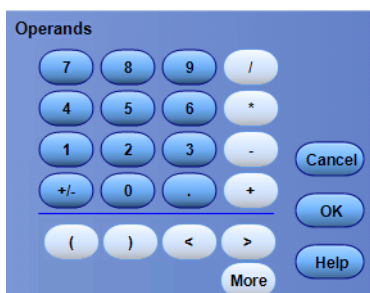 Operands
7 8 9 /
4 5 6 *
1 2 3 - Cancel
+/- 0 . +
OK
( ) < >
Help
More